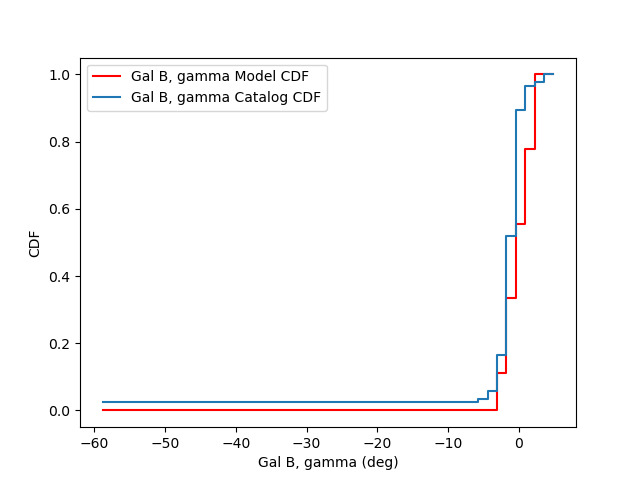 Gal B, gamma Model CDF
Gal B, gamma Catalog CDF
CDF
1.0
0.8
0.6
0.4
0.2
0.0
−60 −50 −40 −30 −20 −10 0
Gal B, gamma (deg)